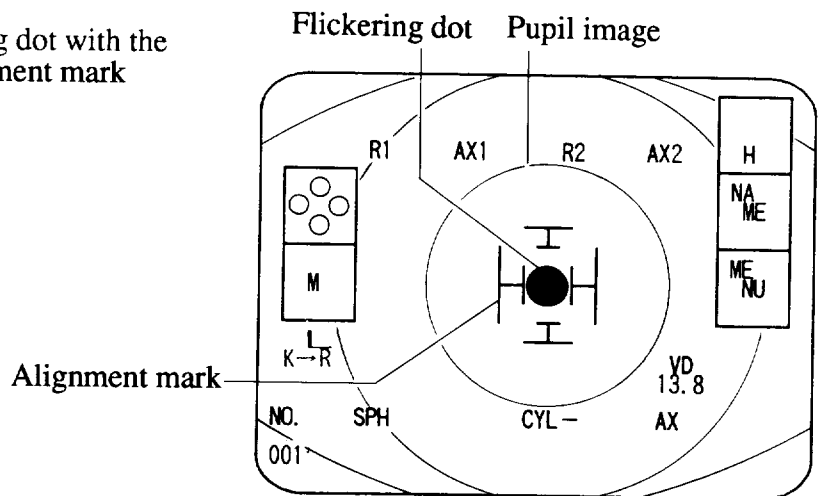 g dot with the
ment mark
Flickering dot
Pupil image
R1 AX1 R2 AX2
H
NA
ME
M
ME
NU
L
K→R
Alignment mark
VD
13.8
NO. SPH CYL− AX
001